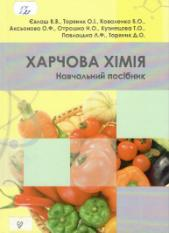 Євлаш В.В., Торяник О.І., Коваленко В.О.,
Аксьонова О.Ф., Отрошко Н.О., Кузнецова Т.О.,
Павлоцька Л.Ф., Торяник Д.О.
ХАРЧОВА ХІМІЯ
Навчальний посібник